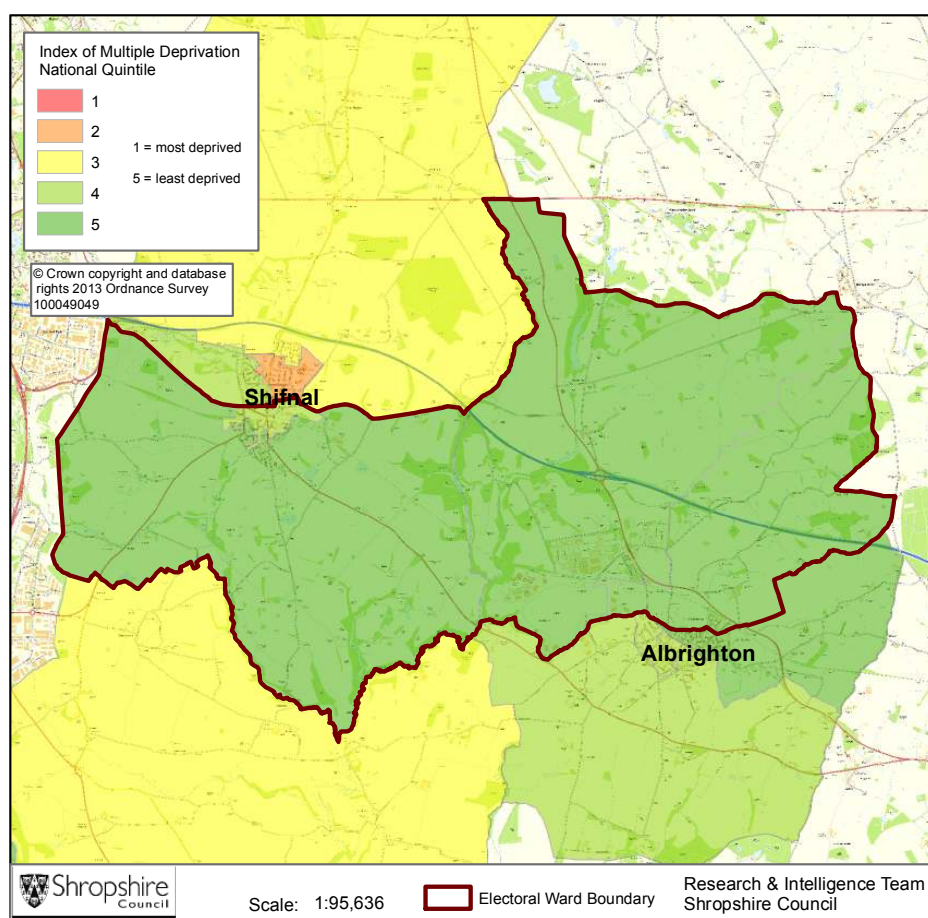 Index of Multiple Deprivation
National Quintile
1
2
3
4
5
1 = most deprived
5 = least deprived
© Crown copyright and database
rights 2013 Ordnance Survey
100049049
Shifnal
Albrighton
Shropshire
Council
Scale: 1:95,636
Electoral Ward Boundary
Research & Intelligence Team
Shropshire Council